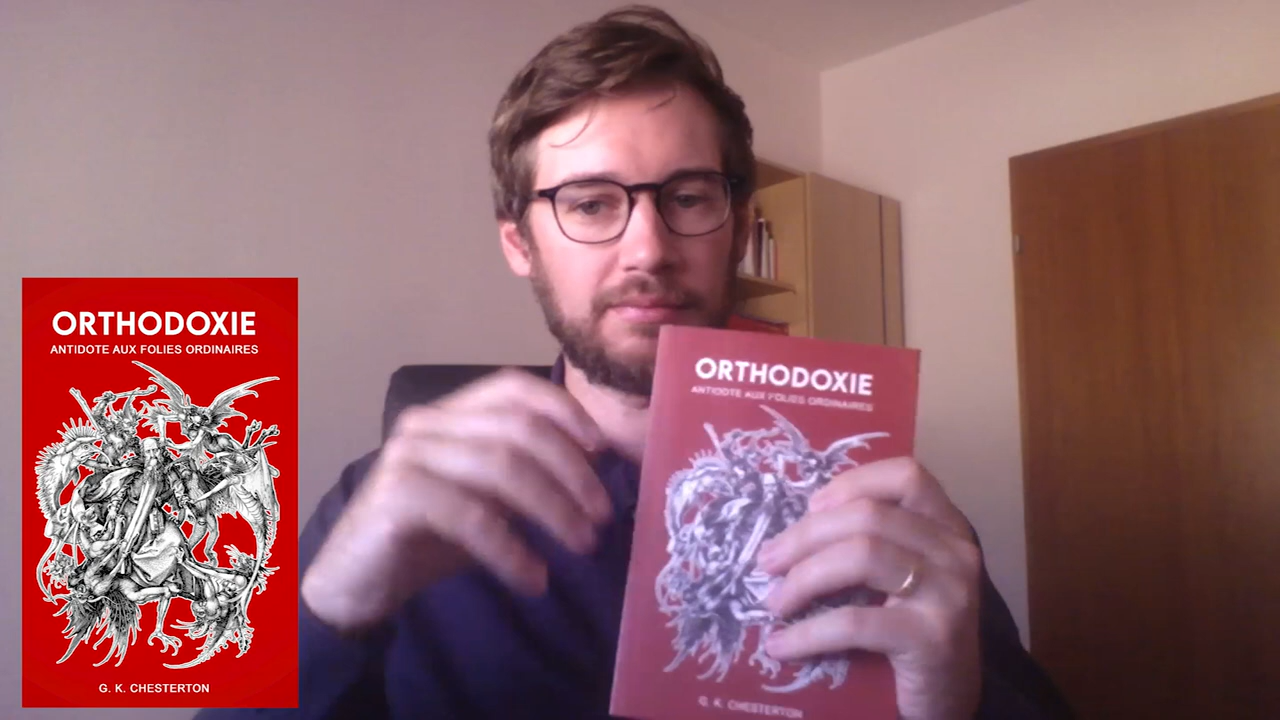 ORTHODOXIE
ANTIDOTE AUX FOLIES ORDINAIRES
G. K. CHESTERTON
ORTHODOXIE
ANTIDOTE AUX FOLIES ORDINAIRES
G. K. CHESTERTON